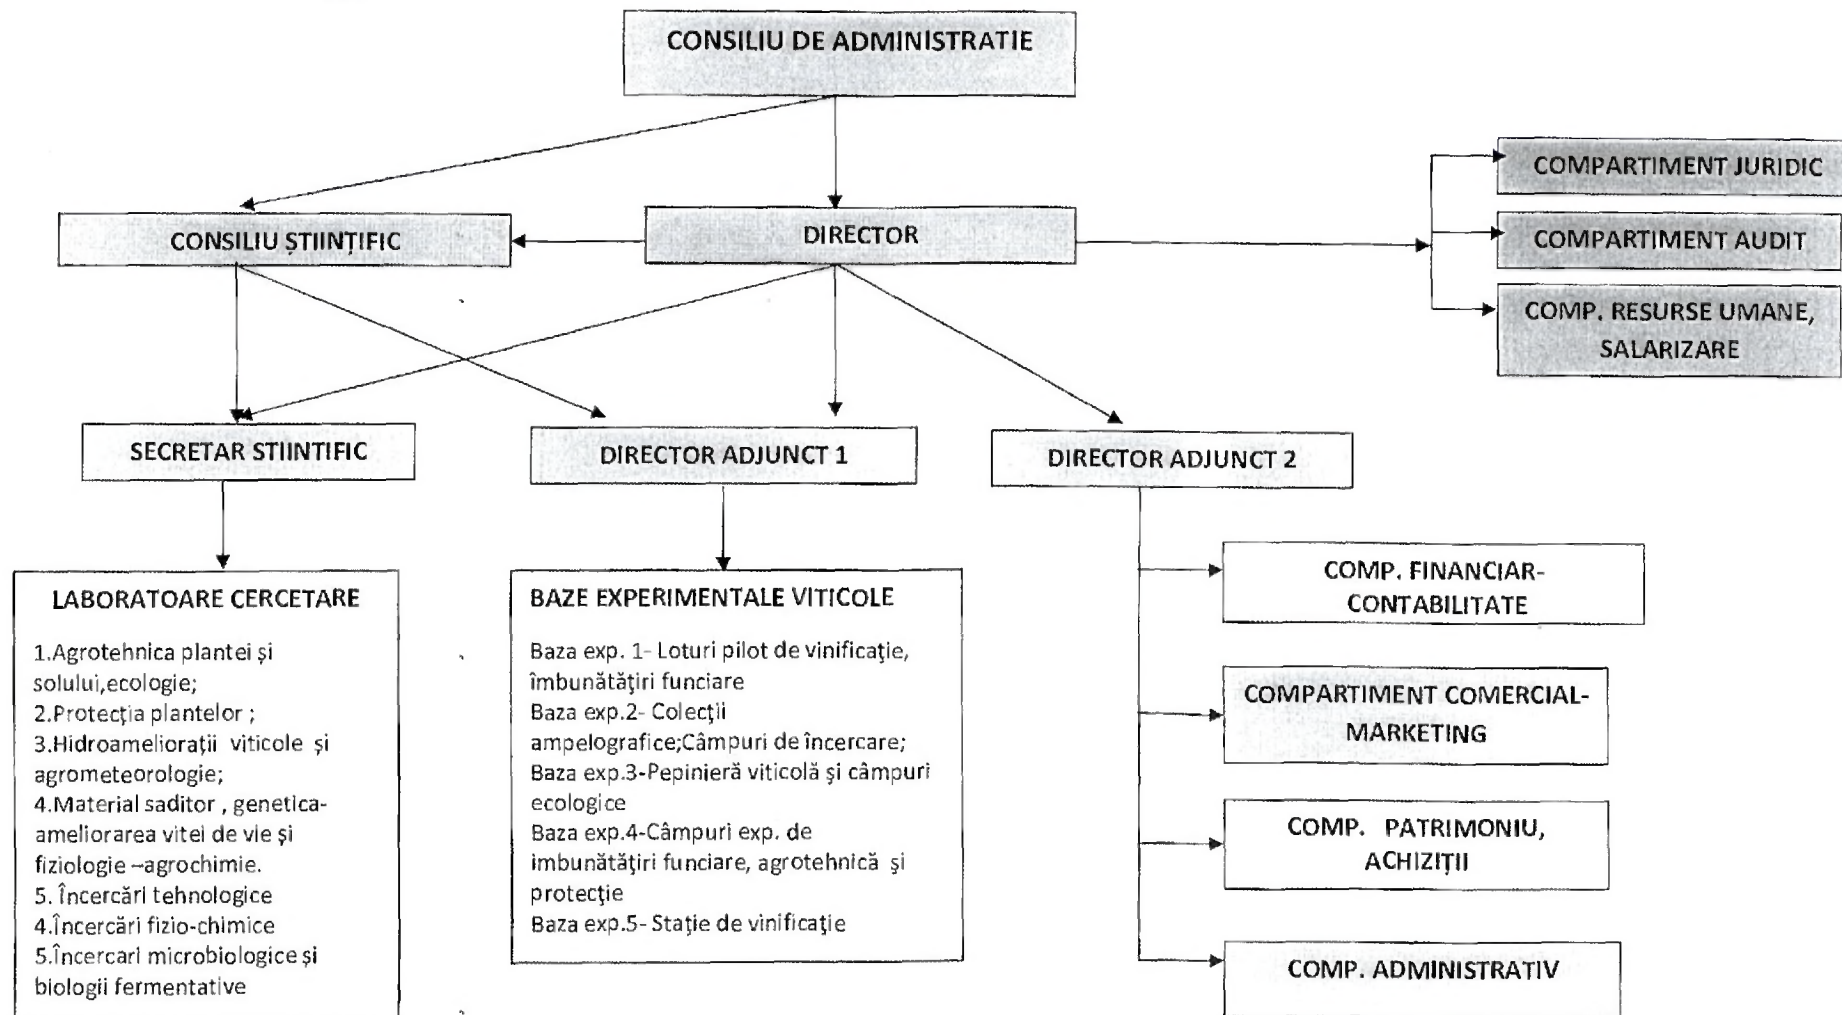 CONSILIU DE ADMINISTRATIE
COMPARTIMENT JURIDIC
CONSILIU ȘTIINȚIFIC
DIRECTOR
COMPARTIMENT AUDIT
COMP. RESURSE UMANE,
SALARIZARE
SECRETAR STIINTIFIC
DIRECTOR ADJUNCT 1
DIRECTOR ADJUNCT 2
LABORATOARE CERCETARE
1.Agrotehnica plantei și
solului,ecologie;
2.Protecția plantelor ;
3.Hidroameliorații viticole și
agrometeorologie;
4.Material saditor , genetica-
ameliorarea vitei de vie și
fiziologie –agrochimie.
5. Încercări tehnologice
4.Încercări fizio-chimice
5.Încercari microbiologice și
biologii fermentative
BAZE EXPERIMENTALE VITICOLE
Baza exp. 1- Loturi pilot de vinificație,
îmbunătățiri funciare
Baza exp.2- Colecții
ampelografice;Câmpuri de încercare;
Baza exp.3-Pepinieră viticolă și câmpuri
ecologice
Baza exp.4-Câmpuri exp. de
imbunătățiri funciare, agrotehnică și
protecție
Baza exp.5- Stație de vinificație
COMP. FINANCIAR-
CONTABILITATE
COMPARTIMENT COMERCIAL-
MARKETING
COMP. PATRIMONIU,
ACHIZIȚII
COMP. ADMINISTRATIV